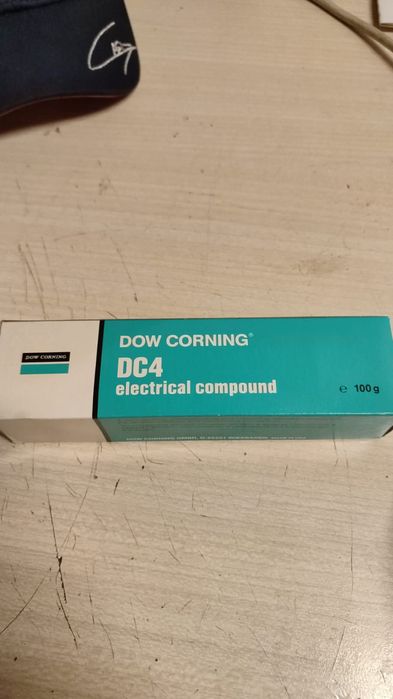 DOW CORNING
DOW CORNING®
DC4
electrical compound
e 100 g